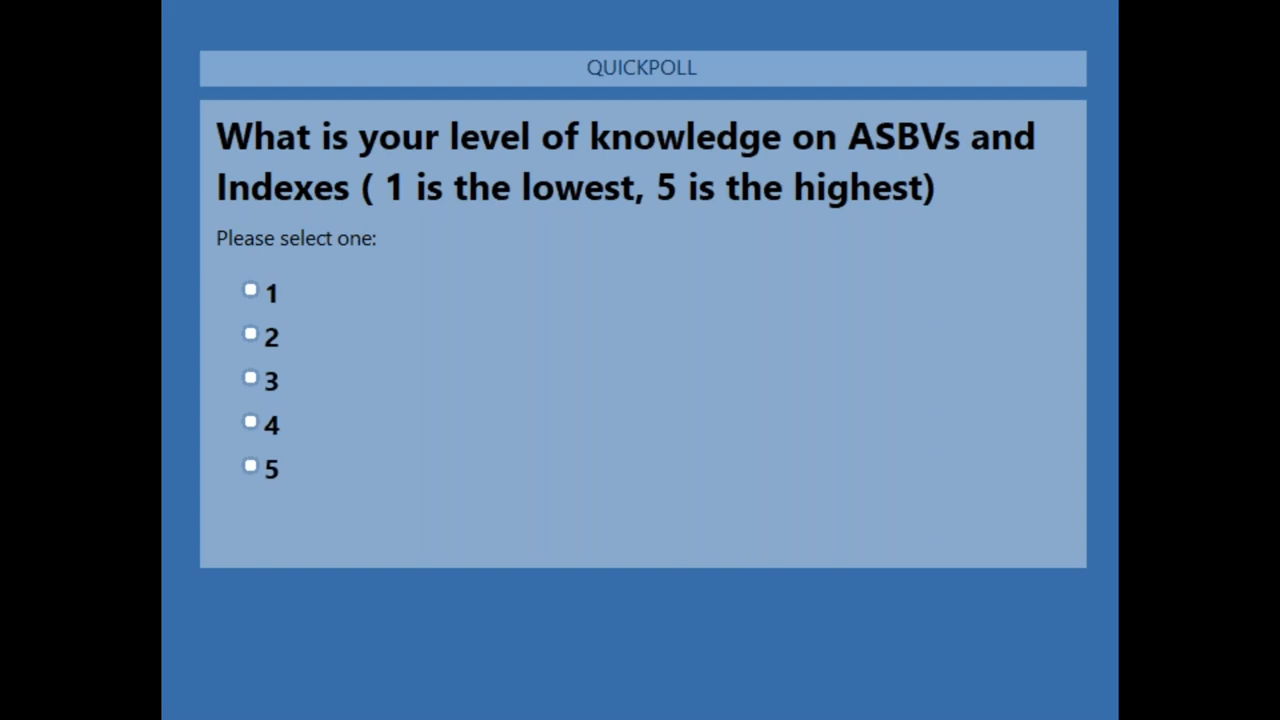 QUICKPOLL
What is your level of knowledge on ASBVs and
Indexes ( 1 is the lowest, 5 is the highest)
Please select one:
1
2
3
4
5